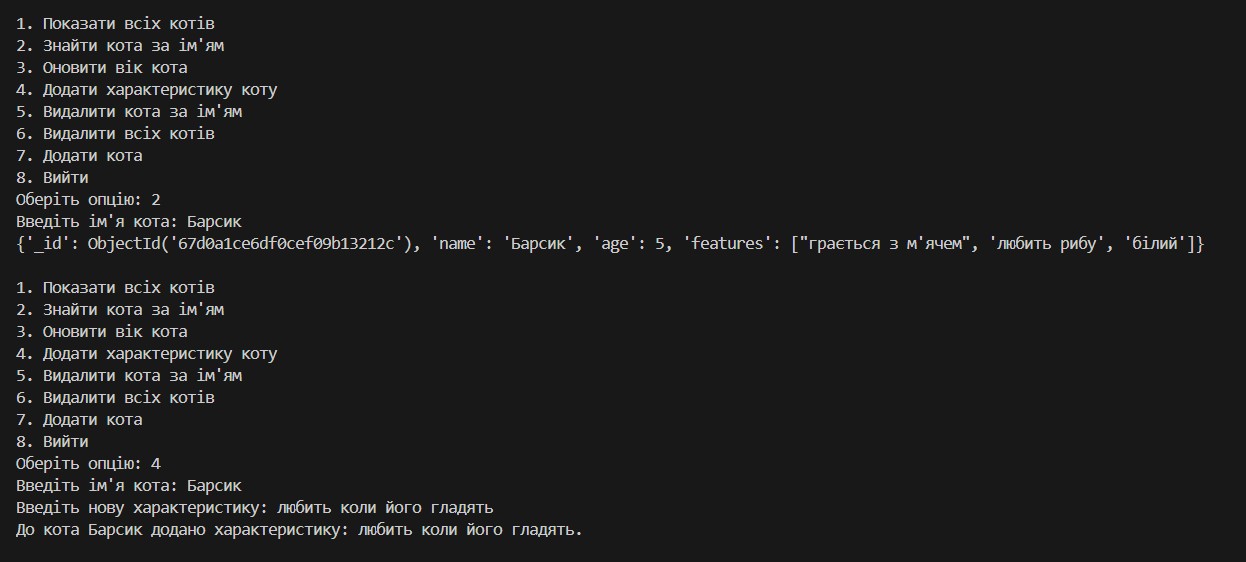 1. Показати всіх котів
2. Знайти кота за ім'ям
3. Оновити вік кота
4. Додати характеристику коту
5. Видалити кота за ім'ям
6. Видалити всіх котів
7. Додати кота
8. Вийти
Оберіть опцію: 2
Введіть ім'я кота: Барсик
{'_id': ObjectId('67d0a1ce6df0cef09b13212c'), 'name': 'Барсик', 'age': 5, 'features': ["грається з м'ячем", 'любить рибу', 'білий']}
1. Показати всіх котів
2. Знайти кота за ім'ям
3. Оновити вік кота
4. Додати характеристику коту
5. Видалити кота за ім'ям
6. Видалити всіх котів
7. Додати кота
8. Вийти
Оберіть опцію: 4
Введіть ім'я кота: Барсик
Введіть нову характеристику: любить коли його гладять
До кота Барсик додано характеристику: любить коли його гладять.